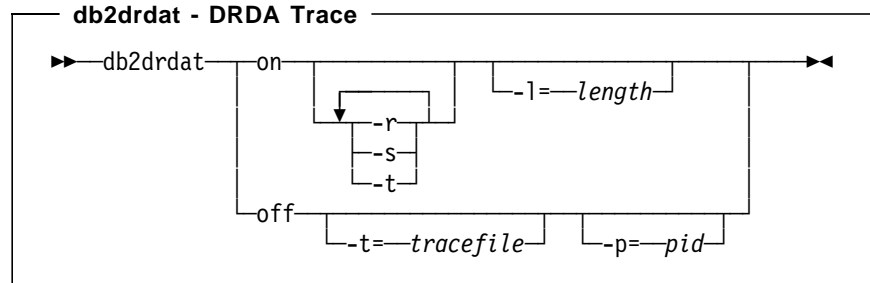 db2drdat - DRDA Trace
db2drdat on -l=length
-r
-s
-t
off
-t=tracefile -p=pid